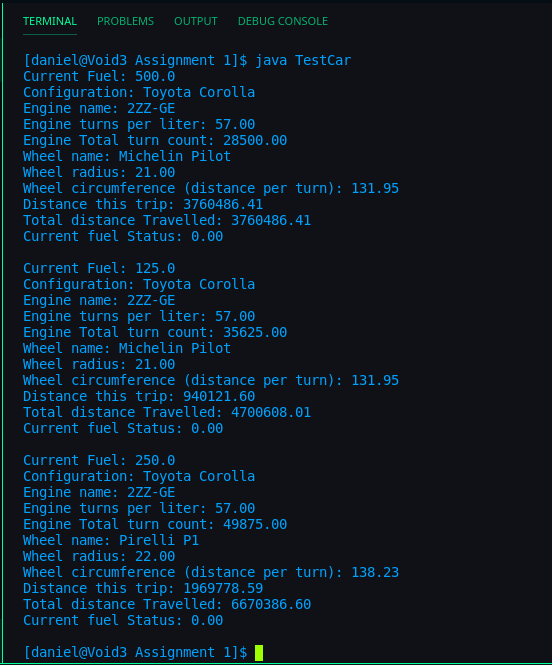 TERMINAL PROBLEMS OUTPUT DEBUG CONSOLE
[daniel@Void3 Assignment 1]$ java TestCar
Current Fuel: 500.0
Configuration: Toyota Corolla
Engine name: 2ZZ-GE
Engine turns per liter: 57.00
Engine Total turn count: 28500.00
Wheel name: Michelin Pilot
Wheel radius: 21.00
Wheel circumference (distance per turn): 131.95
Distance this trip: 3760486.41
Total distance Travelled: 3760486.41
Current fuel Status: 0.00

Current Fuel: 125.0
Configuration: Toyota Corolla
Engine name: 2ZZ-GE
Engine turns per liter: 57.00
Engine Total turn count: 35625.00
Wheel name: Michelin Pilot
Wheel radius: 21.00
Wheel circumference (distance per turn): 131.95
Distance this trip: 940121.60
Total distance Travelled: 4700608.01
Current fuel Status: 0.00

Current Fuel: 250.0
Configuration: Toyota Corolla
Engine name: 2ZZ-GE
Engine turns per liter: 57.00
Engine Total turn count: 49875.00
Wheel name: Pirelli P1
Wheel radius: 22.00
Wheel circumference (distance per turn): 138.23
Distance this trip: 1969778.59
Total distance Travelled: 6670386.60
Current fuel Status: 0.00

[daniel@Void3 Assignment 1]$